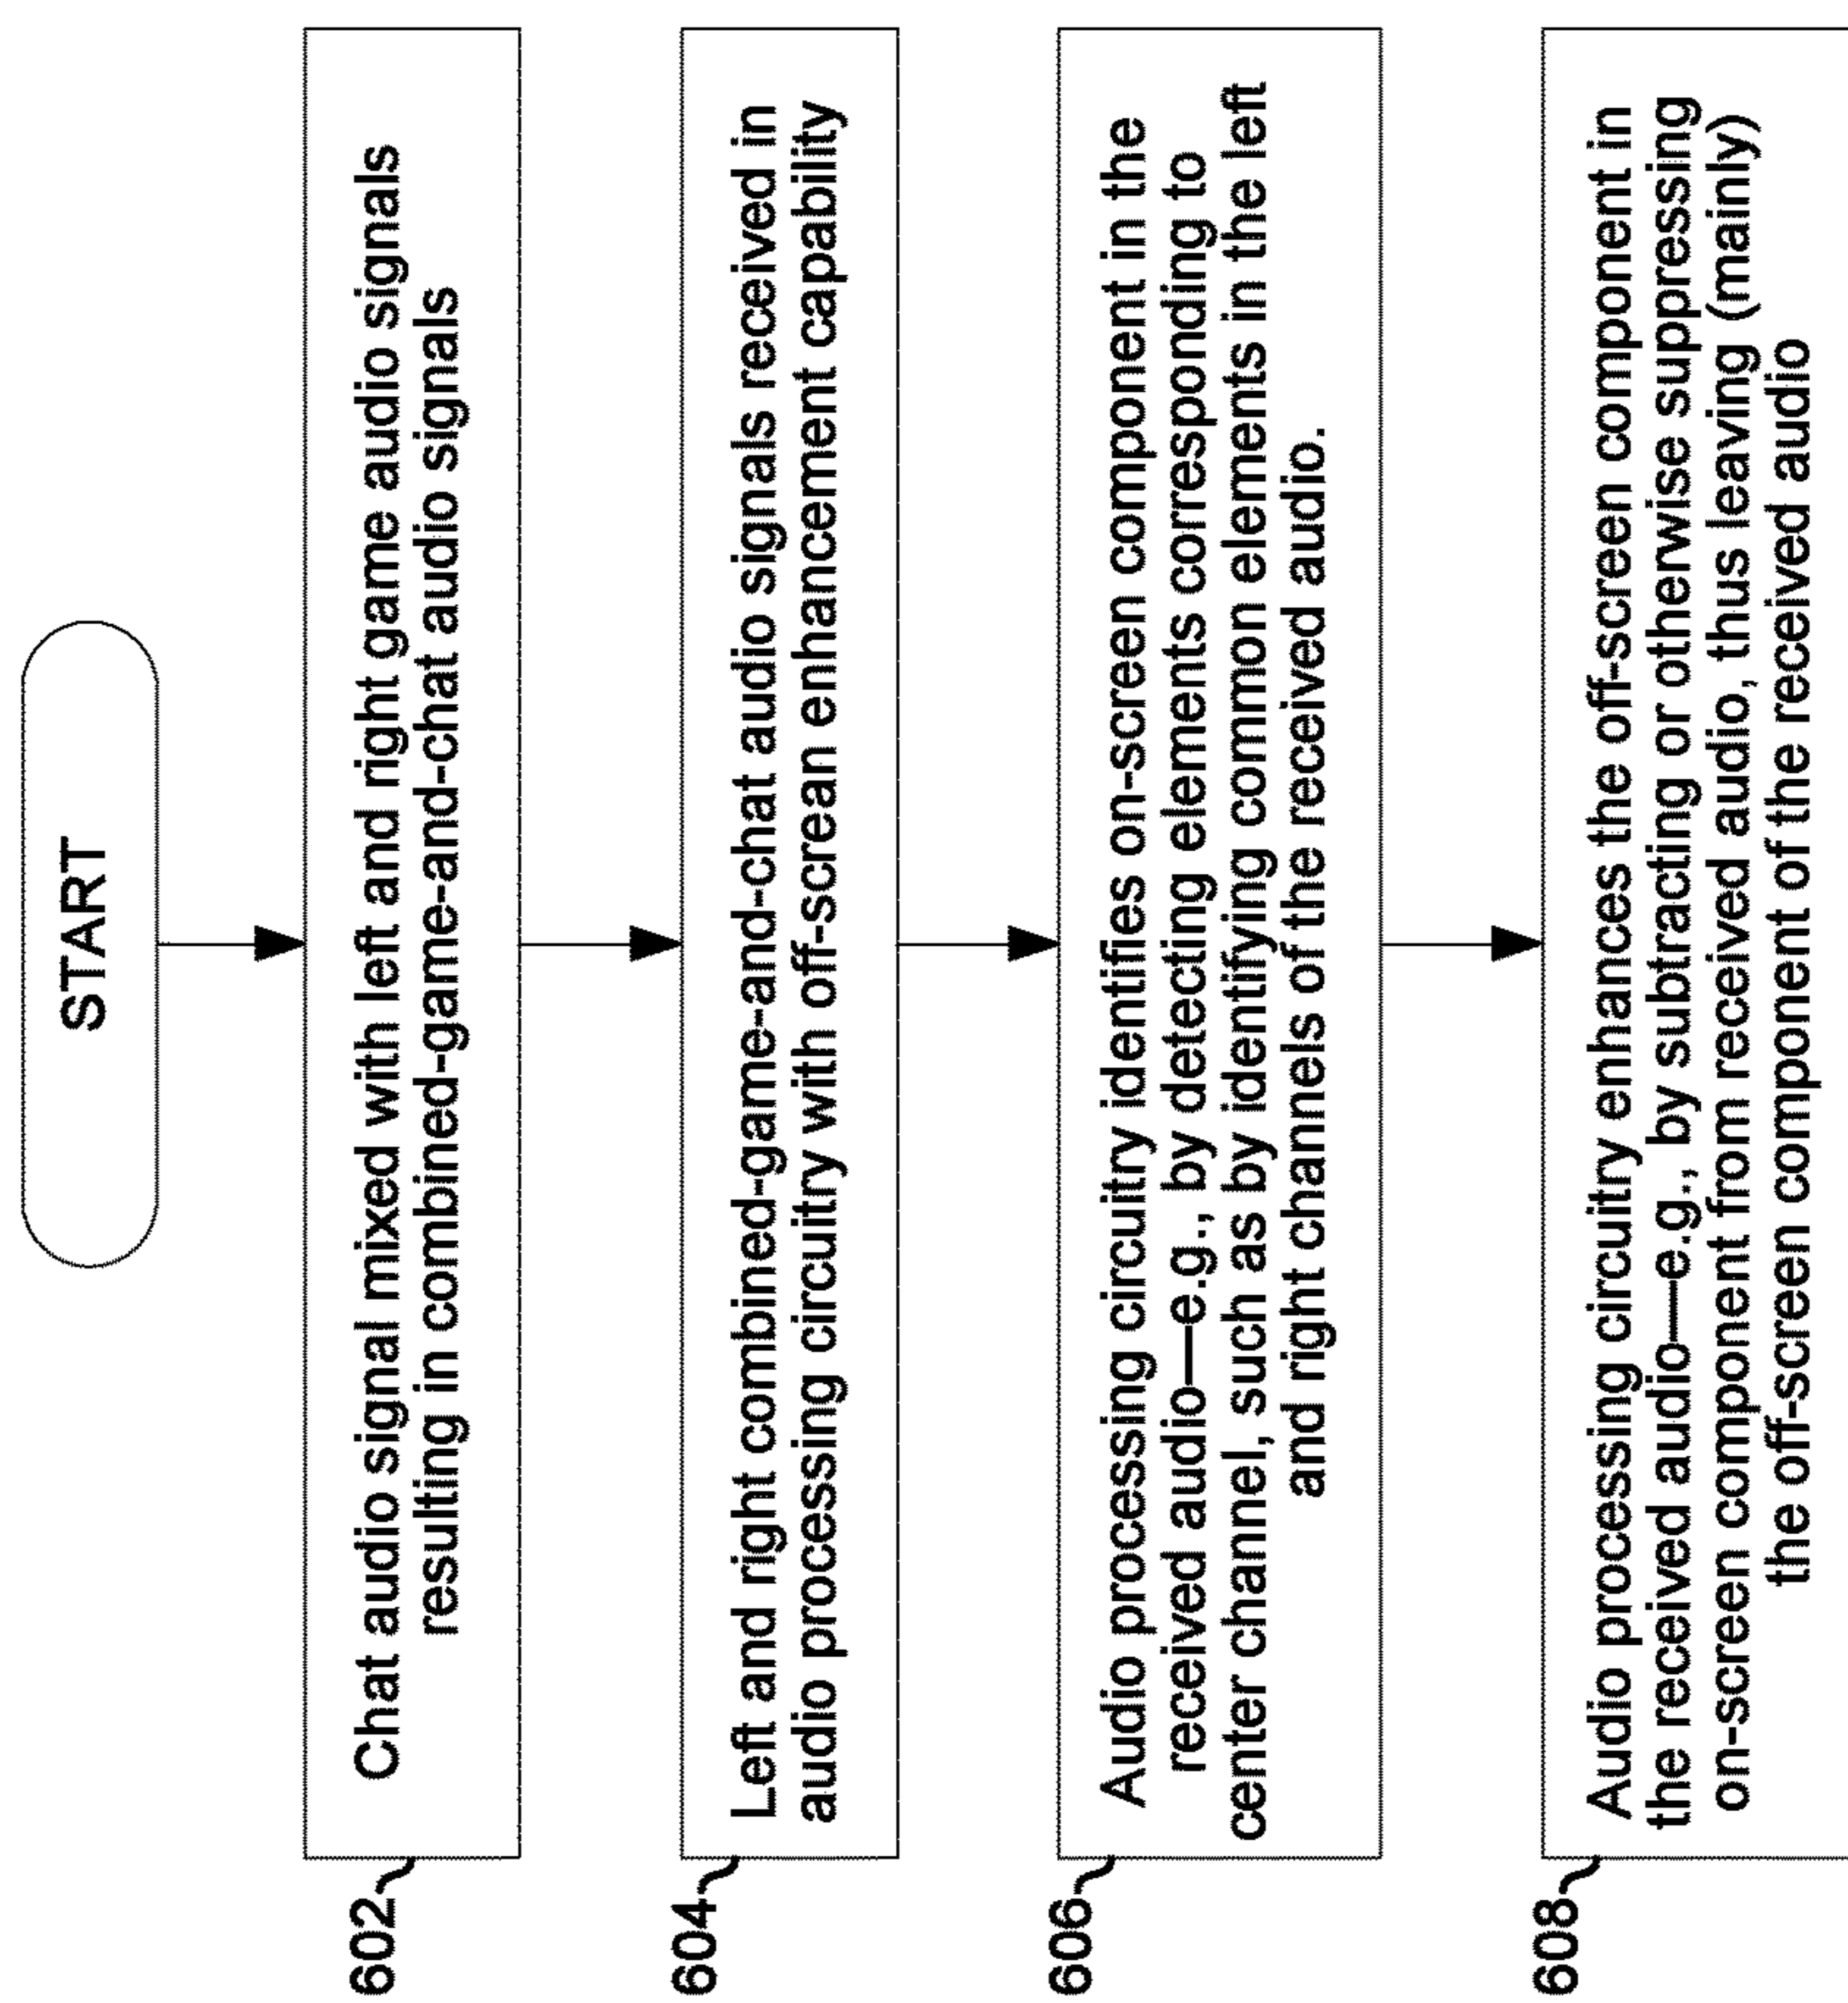 START
602
Chat audio signal mixed with left and right game audio signals
resulting in combined-game-and-chat audio signals
604
Left and right combined-game-and-chat audio signals received in
audio processing circuitry with off-screan enhancement capability
606
Audio processing circuitry identifies on-screen component in the
received audio—e.g., by detecting elements corresponding to
center channel, such as by identifying common elements in the left
and right channels of the received audio.
608
Audio processing circuitry enhances the off-screen component in
the received audio—e.g., by subtracting or otherwise suppressing
on-screen component from received audio, thus leaving (mainly)
the off-screen component of the received audio